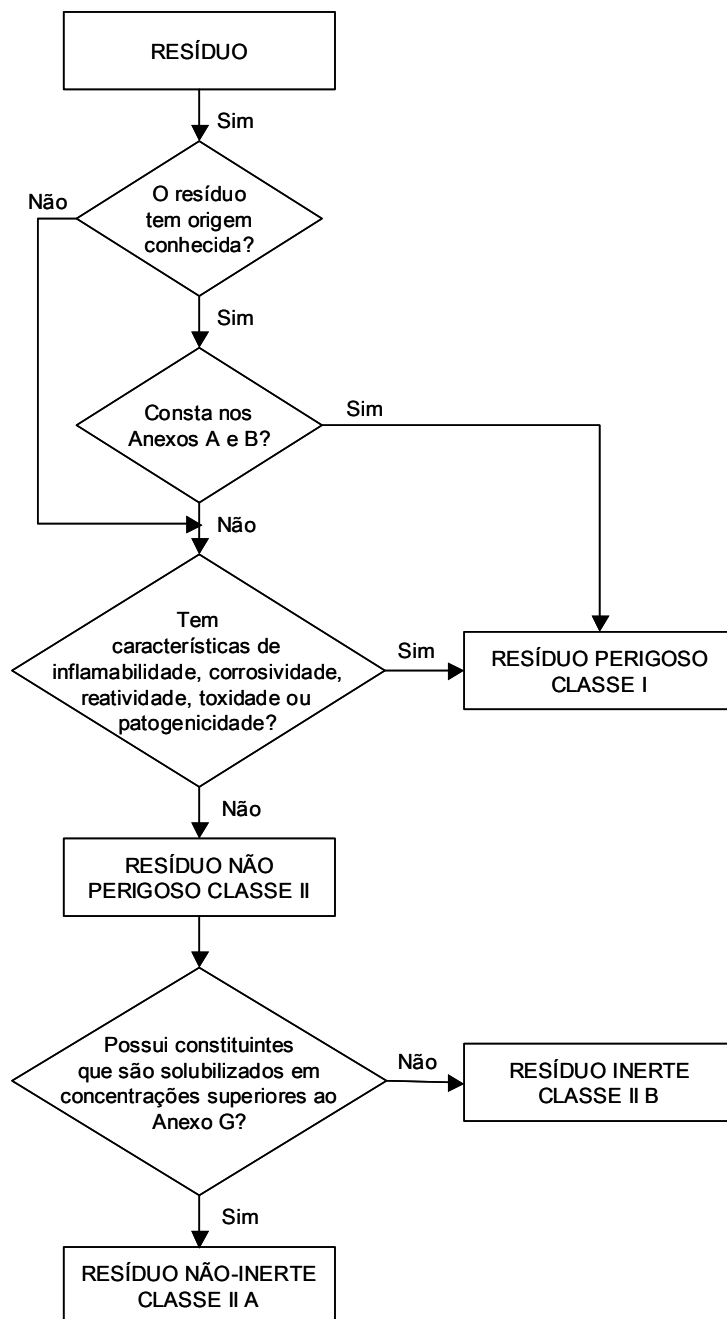 RESÍDUO
Sim
O resíduo
tem origem
conhecida?
Não
Sim
Consta nos
Anexos A e B?
Sim
Não
Tem
características de
inflamabilidade, corrosividade,
reatividade, toxidade ou
patogenicidade?
Sim
RESÍDUO PERIGOSO
CLASSE I
Não
RESÍDUO NÃO
PERIGOSO CLASSE II
Possui constituintes
que são solubilizados em
concentrações superiores ao
Anexo G?
Não
RESÍDUO INERTE
CLASSE II B
Sim
RESÍDUO NÃO-INERTE
CLASSE II A